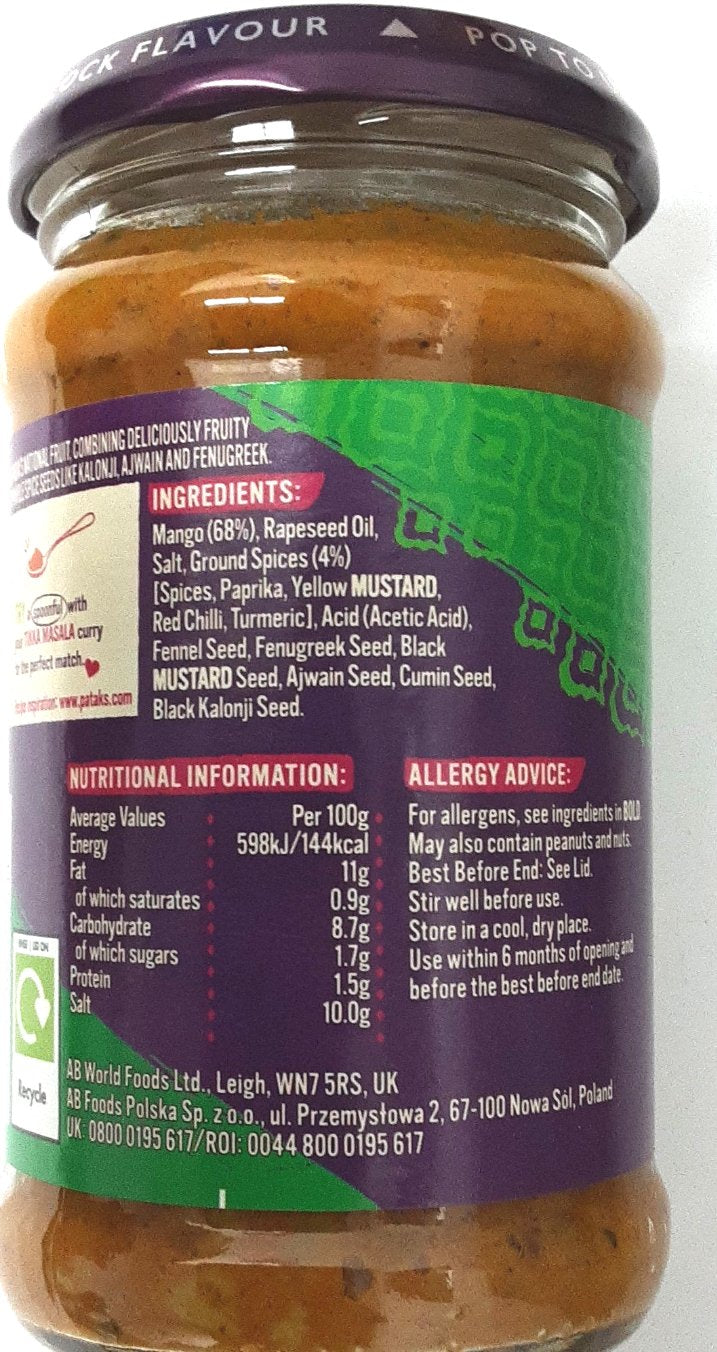 OCK FLAVOUR
POP TO
NATIONAL FRUIT, COMBINING DELICIOUSLY FRUITY
SPICE SEEDS LIKE KALONJI, AJWAIN AND FENUGREEK.
spoonful with
TIKKA MASALA curry
the perfect match.
www.pataks.com
INGREDIENTS:
Mango (68%), Rapeseed Oil,
Salt, Ground Spices (4%)
[Spices, Paprika, Yellow MUSTARD,
Red Chilli, Turmeric], Acid (Acetic Acid),
Fennel Seed, Fenugreek Seed, Black
MUSTARD Seed, Ajwain Seed, Cumin Seed,
Black Kalonji Seed.
NUTRITIONAL INFORMATION:
Average Values Per 100g
Energy 598kJ/144kcal
Fat 11g
of which saturates 0.9g
Carbohydrate 8.7g
of which sugars 1.7g
Protein 1.5g
Salt 10.0g
ALLERGY ADVICE:
For allergens, see ingredients in BOLD
May also contain peanuts and nuts.
Best Before End: See Lid.
Stir well before use.
Store in a cool, dry place.
Use within 6 months of opening and
before the best before end date.
Recycle
AB World Foods Ltd., Leigh, WN7 5RS, UK
AB Foods Polska Sp. z o.o., ul. Przemysłowa 2, 67-100 Nowa Sól, Poland
UK: 0800 0195 617/ROI: 0044 800 0195 617